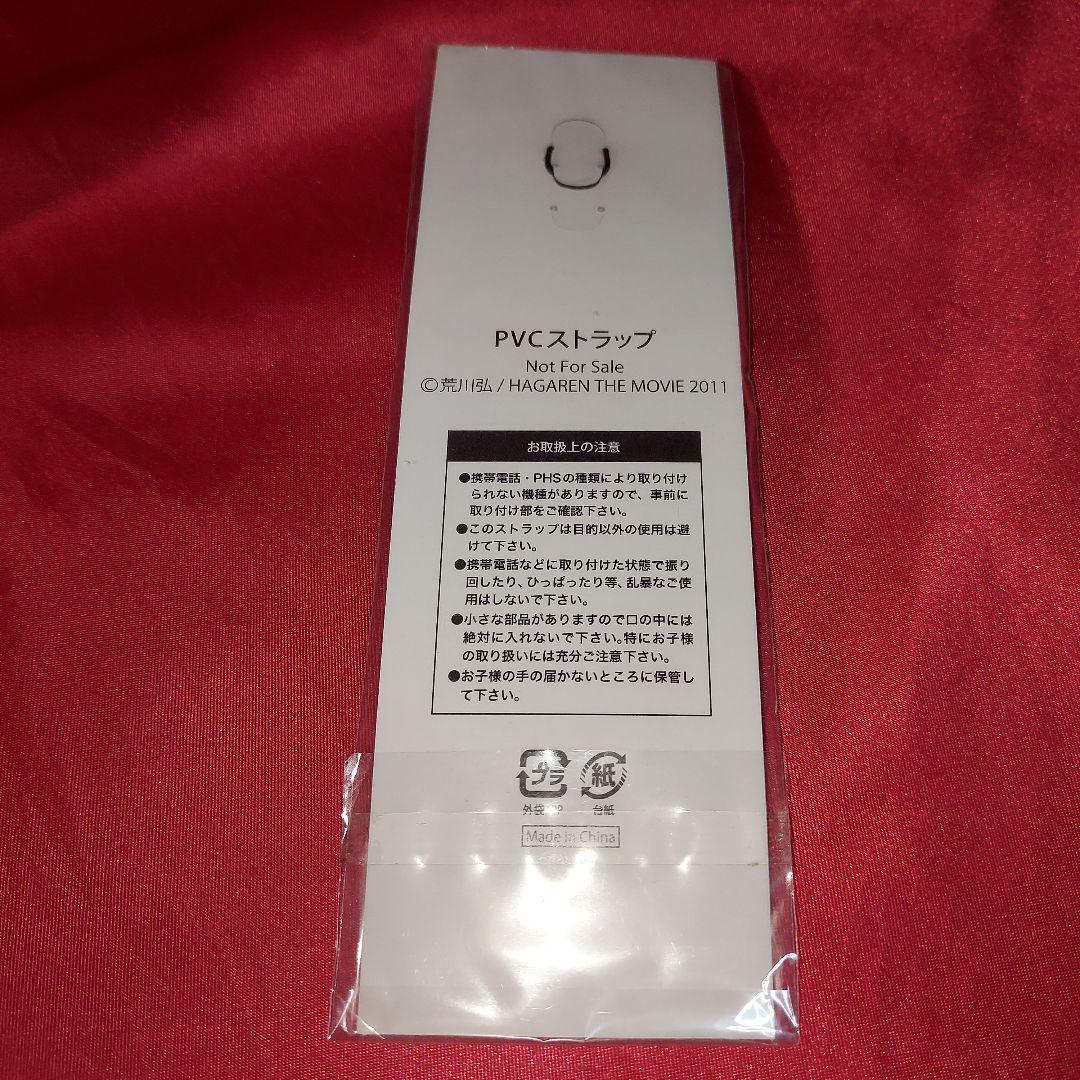 PVCストラップ
Not For Sale
©荒川弘 / HAGAREN THE MOVIE 2011
お取扱上の注意
●携帯電話・PHSの種類により取り付け
られない機種がありますので、事前に
取り付け部をご確認下さい。
●このストラップは目的以外の使用は避
けて下さい。
●携帯電話などに取り付けた状態で振り
回したり、ひっぱったり等、乱暴なご使
用はしないで下さい。
●小さな部品がありますので口の中には
絶対に入れないで下さい。特にお子様
の取り扱いには充分ご注意下さい。
●お子様の手の届かないところに保管し
て下さい。
プラ 紙
外袋 台紙
Made in China